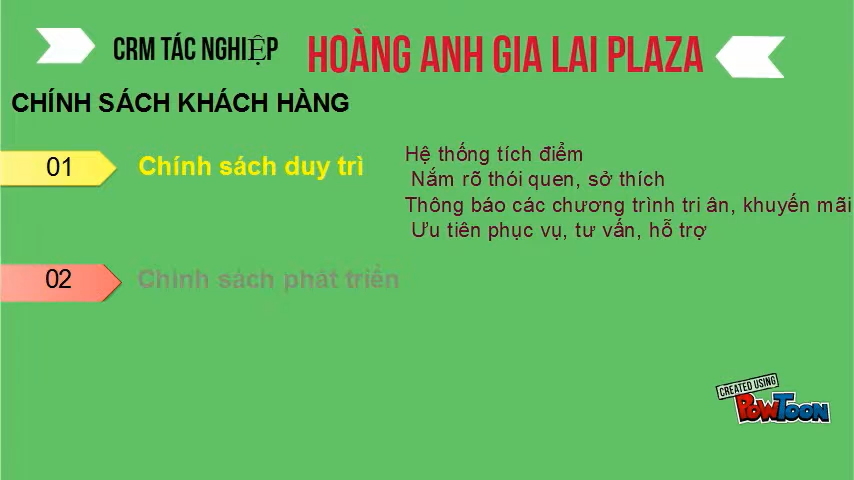 CRM TÁC NGHIỆP HOÀNG ANH GIA LAI PLAZA
CHÍNH SÁCH KHÁCH HÀNG
01 Chính sách duy trì
Hệ thống tích điểm
Nắm rõ thói quen, sở thích
Thông báo các chương trình tri ân, khuyến mãi
Ưu tiên phục vụ, tư vấn, hỗ trợ
02 Chính sách phát triển
CREATED USING
POWTOON